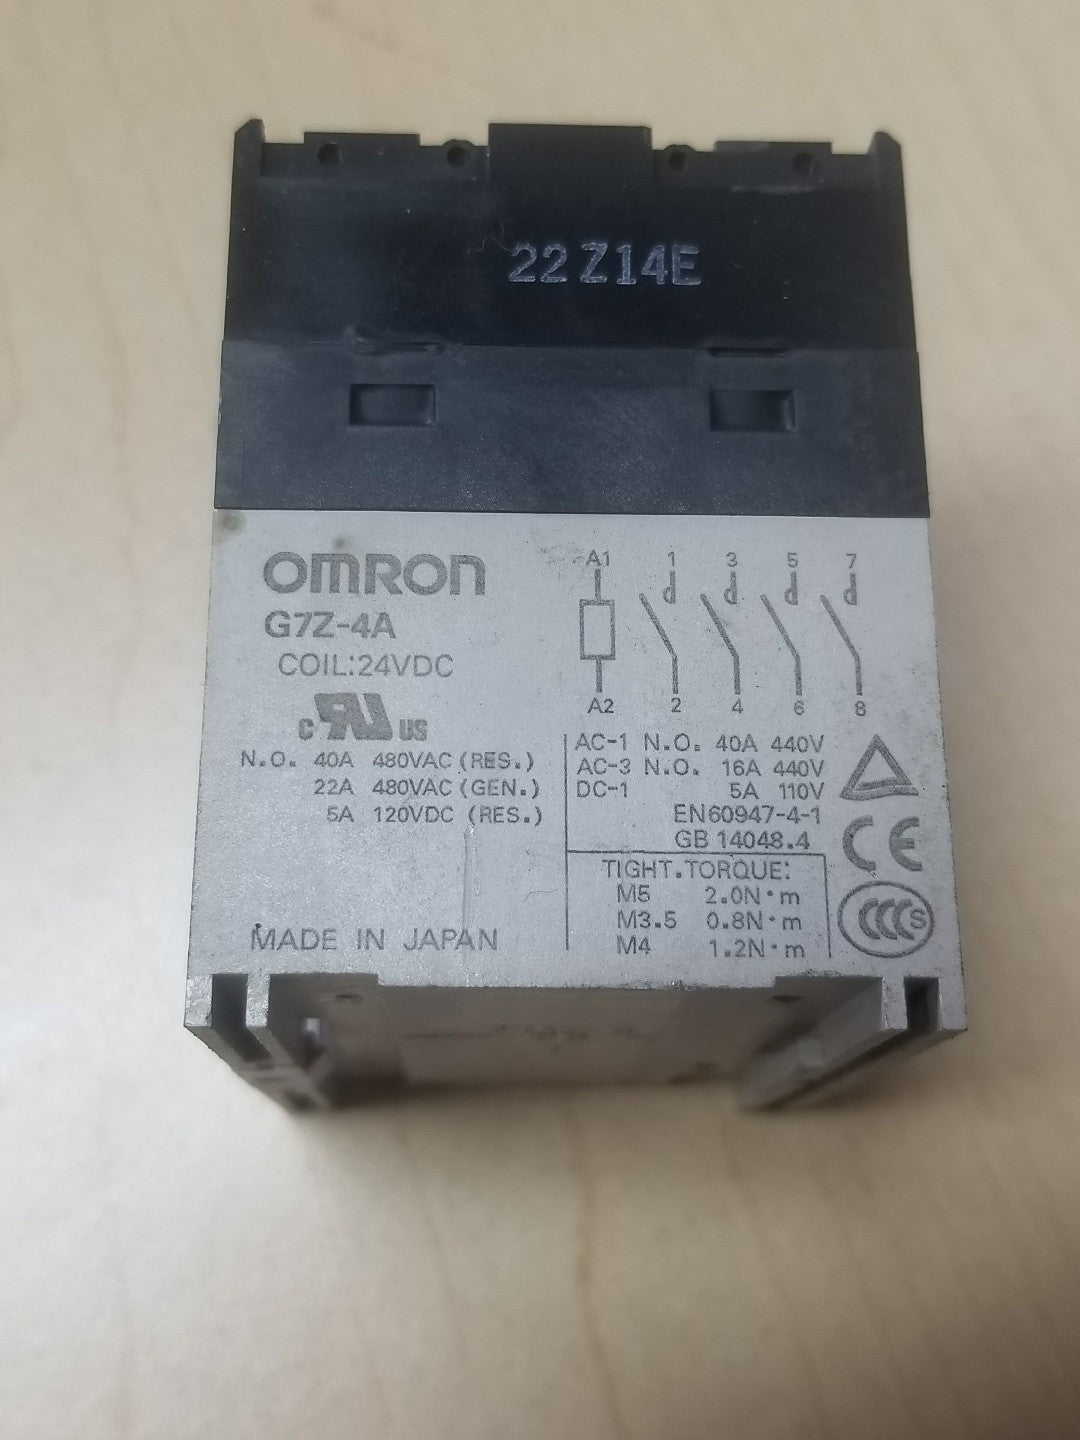 22 Z14E
OMRON
G7Z-4A
COIL:24VDC
c RU US
N.O. 40A 480VAC (RES.)
22A 480VAC (GEN.)
5A 120VDC (RES.)
MADE IN JAPAN
A1 1 3 5 7
A2 2 4 6 8
AC-1 N.O. 40A 440V
AC-3 N.O. 16A 440V
DC-1 5A 110V
EN60947-4-1
GB 14048.4
TIGHT.TORQUE:
M5 2.0N·m
M3.5 0.8N·m
M4 1.2N·m
CE
CCC S